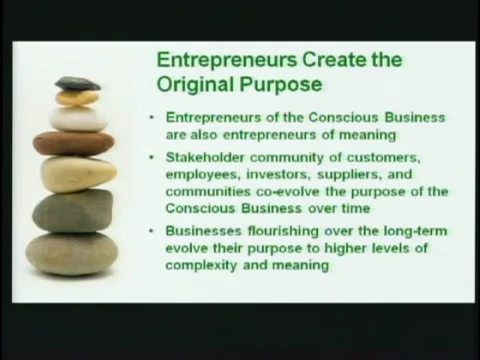 Entrepreneurs Create the
Original Purpose
• Entrepreneurs of the Conscious Business
are also entrepreneurs of meaning
• Stakeholder community of customers,
employees, investors, suppliers, and
communities co-evolve the purpose of the
Conscious Business over time
• Businesses flourishing over the long-term
evolve their purpose to higher levels of
complexity and meaning